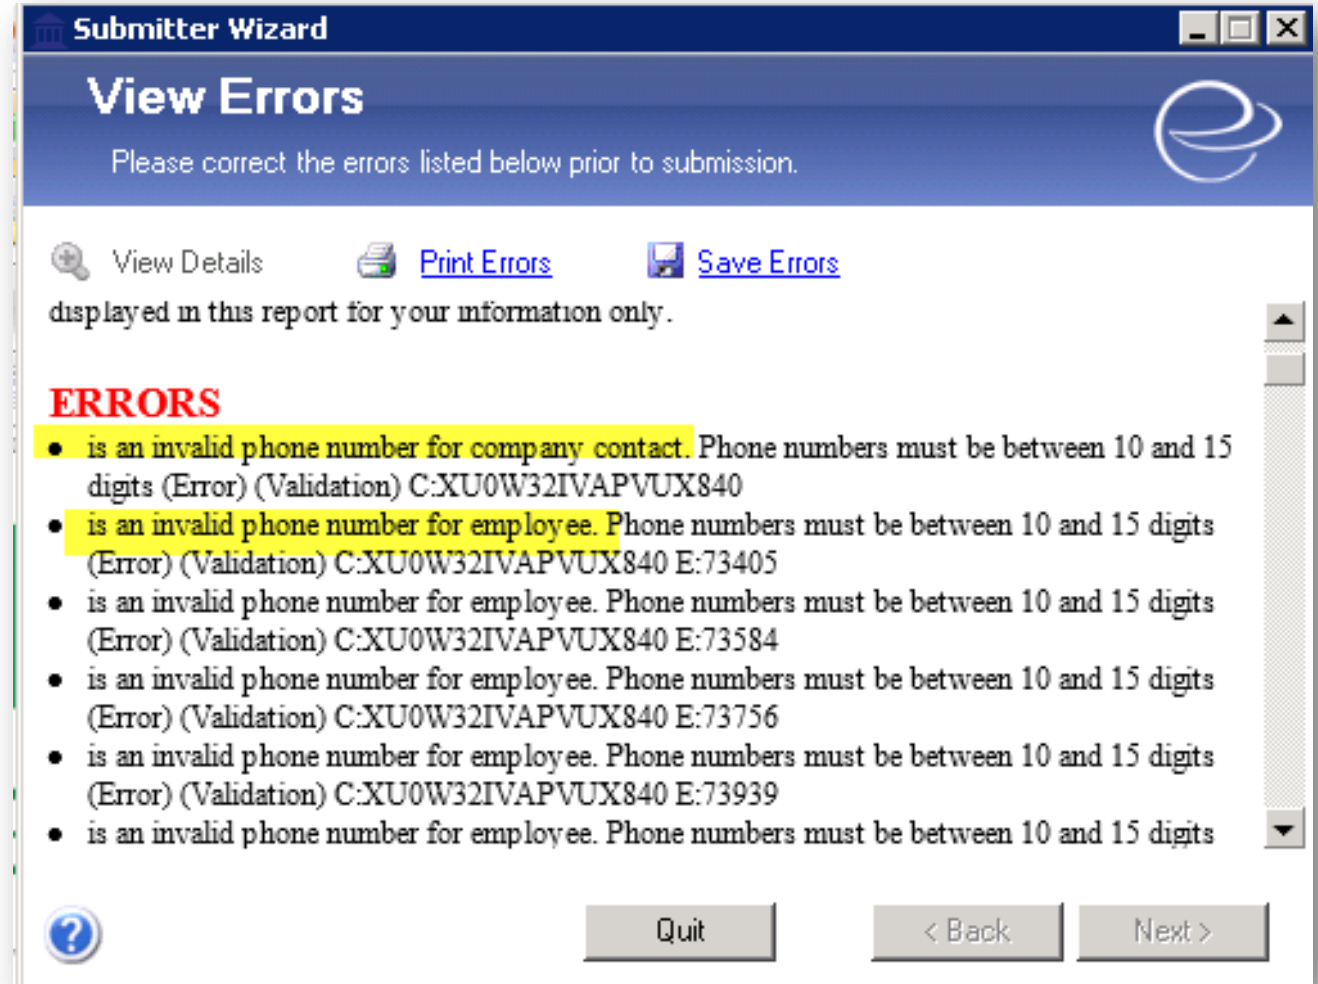 Submitter Wizard
View Errors
Please correct the errors listed below prior to submission.
View Details Print Errors Save Errors
displayed in this report for your information only.
ERRORS
• is an invalid phone number for company contact. Phone numbers must be between 10 and 15
digits (Error) (Validation) C:XU0W32IVAPVUX840
• is an invalid phone number for employee. Phone numbers must be between 10 and 15 digits
(Error) (Validation) C:XU0W32IVAPVUX840 E:73405
• is an invalid phone number for employee. Phone numbers must be between 10 and 15 digits
(Error) (Validation) C:XU0W32IVAPVUX840 E:73584
• is an invalid phone number for employee. Phone numbers must be between 10 and 15 digits
(Error) (Validation) C:XU0W32IVAPVUX840 E:73756
• is an invalid phone number for employee. Phone numbers must be between 10 and 15 digits
(Error) (Validation) C:XU0W32IVAPVUX840 E:73939
• is an invalid phone number for employee. Phone numbers must be between 10 and 15 digits
Quit < Back Next >